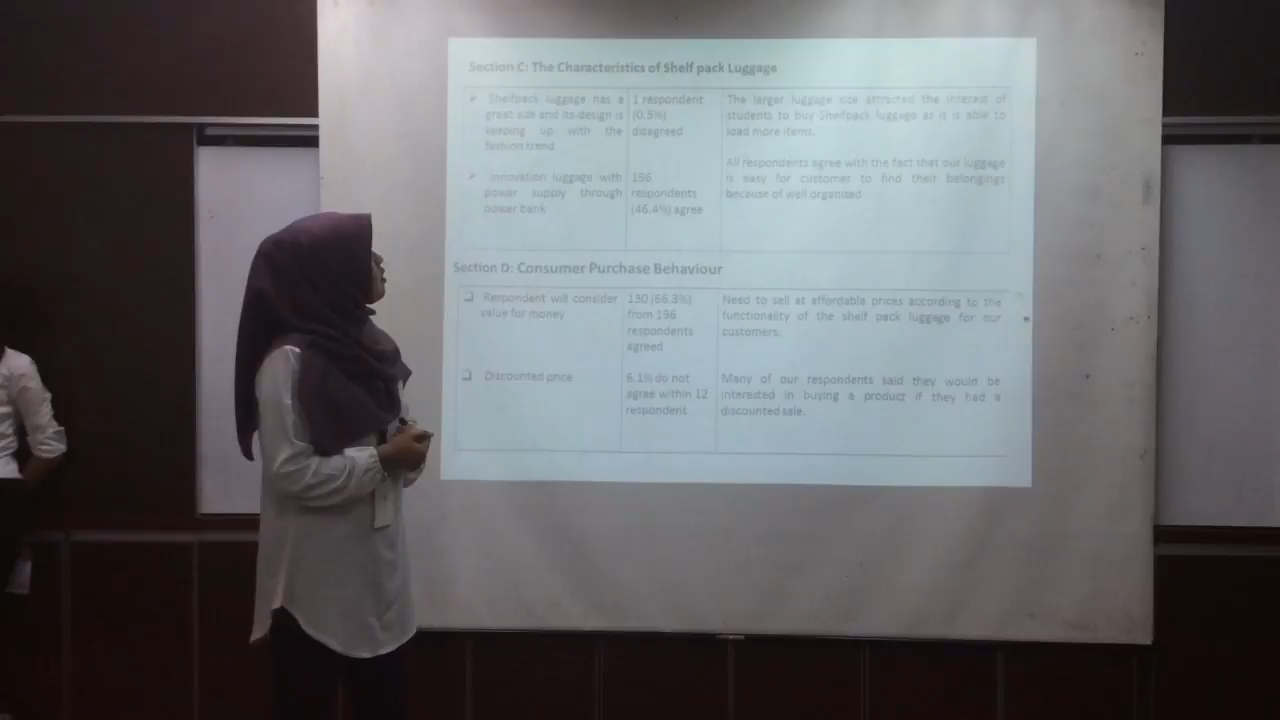 Section C: The Characteristics of Shelf pack Luggage
Shelfpack luggage has a
great size and its design is
keeping up with the
fashion trend
1 respondent
(0.5%)
disagreed
The larger luggage size attracted the interest of
students to buy Shelfpack luggage as it is able to
load more items.
Innovation luggage with
power supply through
power bank
196
respondents
(46.4%) agree
All respondents agree with the fact that our luggage
is easy for customer to find their belongings
because of well organized
Section D: Consumer Purchase Behaviour
Respondent will consider
value for money
130 (66.3%)
from 196
respondents
agreed
Need to sell at affordable prices according to the
functionality of the shelf pack luggage for our
customers.
Discounted price
6.1% do not
agree within 12
respondent
Many of our respondents said they would be
interested in buying a product if they had a
discounted sale.